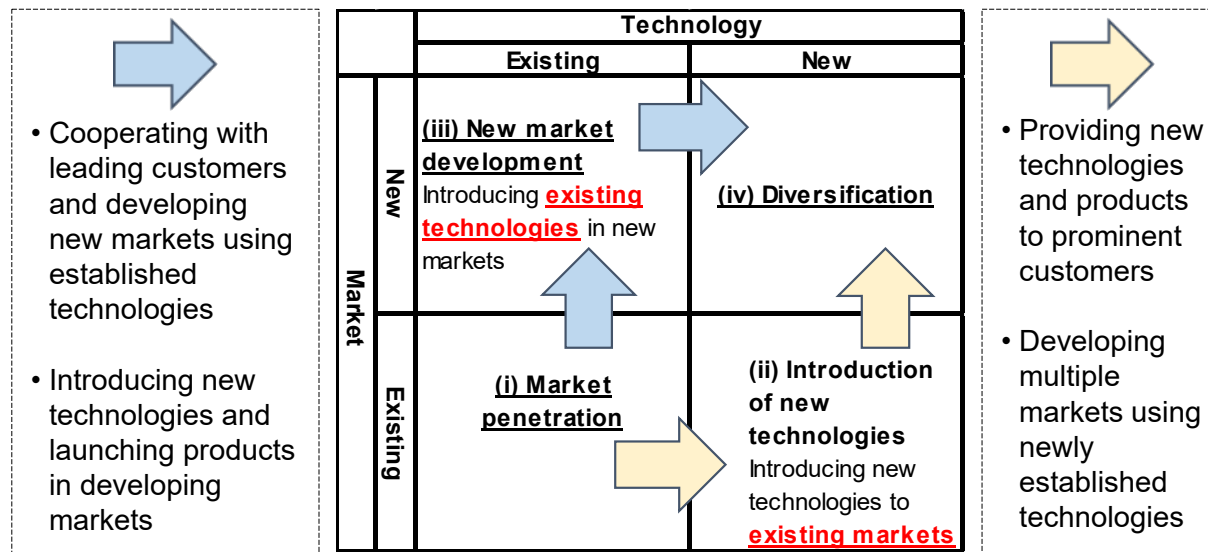 • Cooperating with
leading customers
and developing
new markets using
established
technologies
• Introducing new
technologies and
launching products
in developing
markets
Technology
Existing
New
Market
New
Existing
(iii) New market
development
Introducing existing
technologies in new
markets
(iv) Diversification
(i) Market
penetration
(ii) Introduction
of new
technologies
Introducing new
technologies to
existing markets
• Providing new
technologies
and products
to prominent
customers
• Developing
multiple
markets using
newly
established
technologies